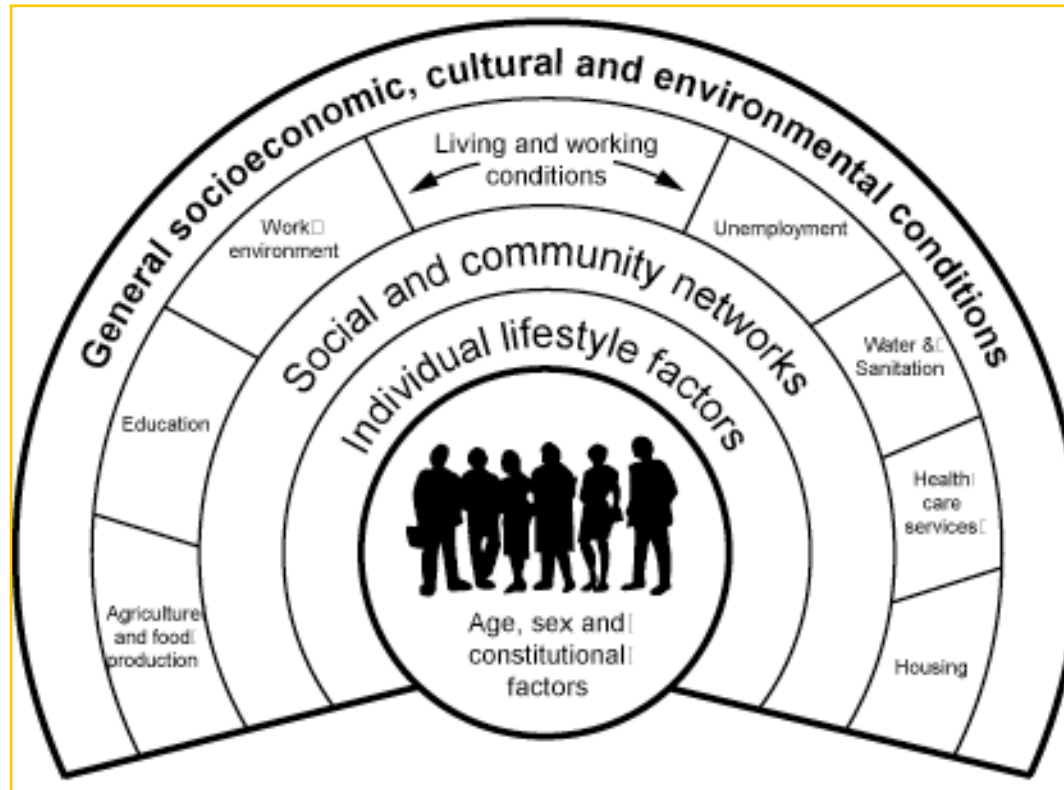 General socioeconomic, cultural and environmental conditions
Living and working
conditions
Work
environment
Unemployment
Education
Water &
Sanitation
Agriculture
and food
production
Health
care
services
Housing
Social and community networks
Individual lifestyle factors
Age, sex and
constitutional
factors